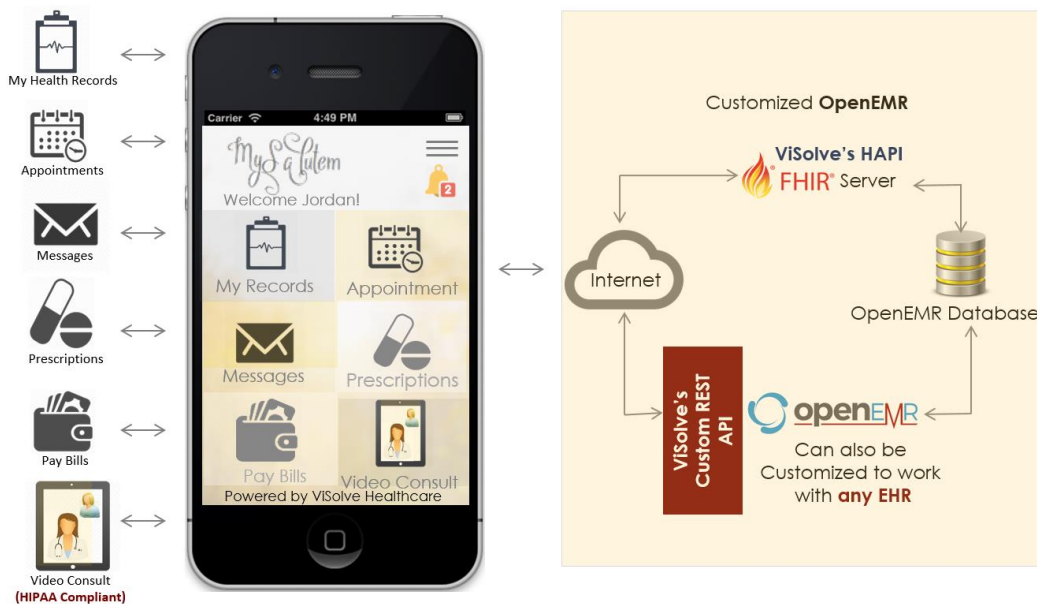 My Health Records
Appointments
Messages
Prescriptions
Pay Bills
Video Consult
(HIPAA Compliant)
Carrier 4:49 PM
MySalutem
2
Welcome Jordan!
My Records
Appointment
Messages
Prescriptions
Pay Bills
Video Consult
Powered by ViSolve Healthcare
Customized OpenEMR
ViSolve's HAPI
FHIR® Server
Internet
OpenEMR Database
ViSolve's
Custom REST
API
openEMR
Can also be
Customized to work
with any EHR